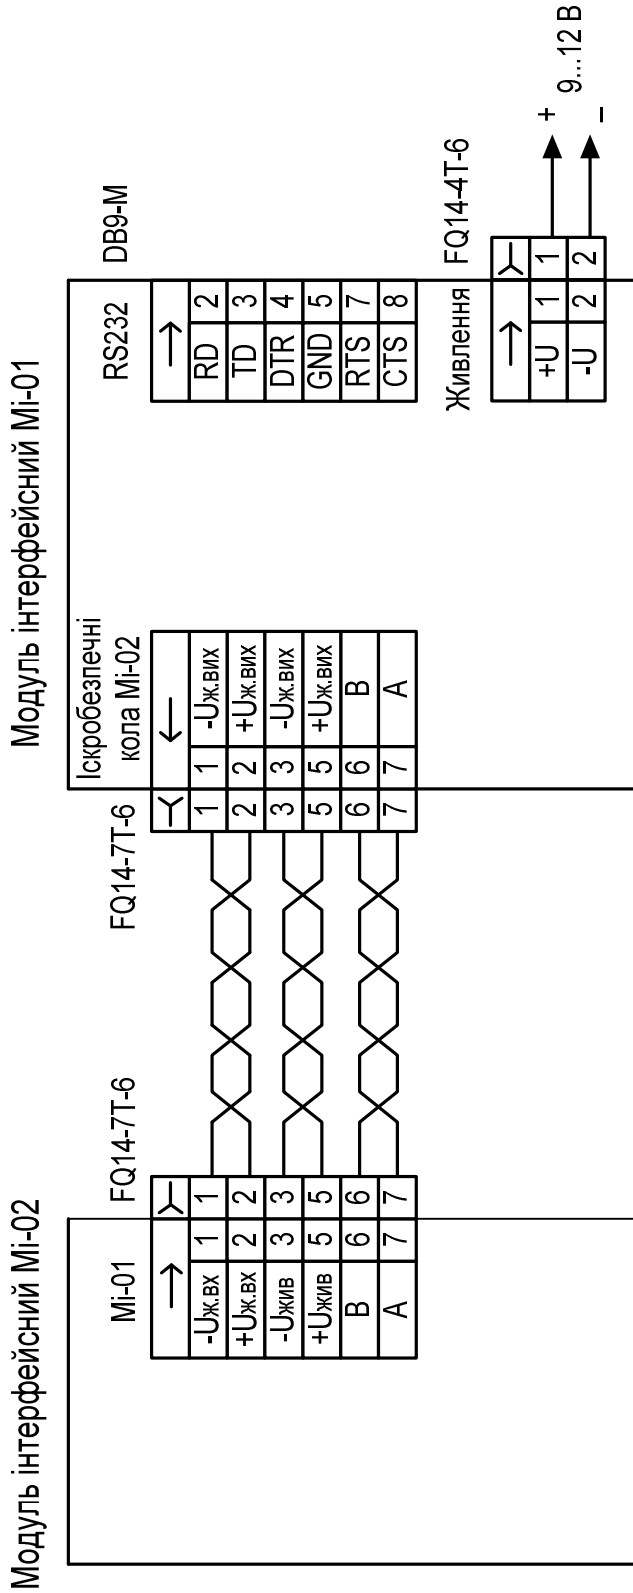 Модуль інтерфейсний Мі-02
Мі-01
FQ14-7T-6
-Uж.вх 1 1
+Uж.вх 2 2
-Uжив 3 3
+Uжив 5 5
B 6 6
A 7 7
Модуль інтерфейсний Мі-01
FQ14-7T-6
Іскробезпечні
кола Мі-02
1 1 -Uж.вих
2 2 +Uж.вих
3 3 -Uж.вих
5 5 +Uж.вих
6 6 B
7 7 A
RS232
DB9-M
RD 2
TD 3
DTR 4
GND 5
RTS 7
CTS 8
Живлення
FQ14-4T-6
+U 1 1 +
-U 2 2 –
9...12 В